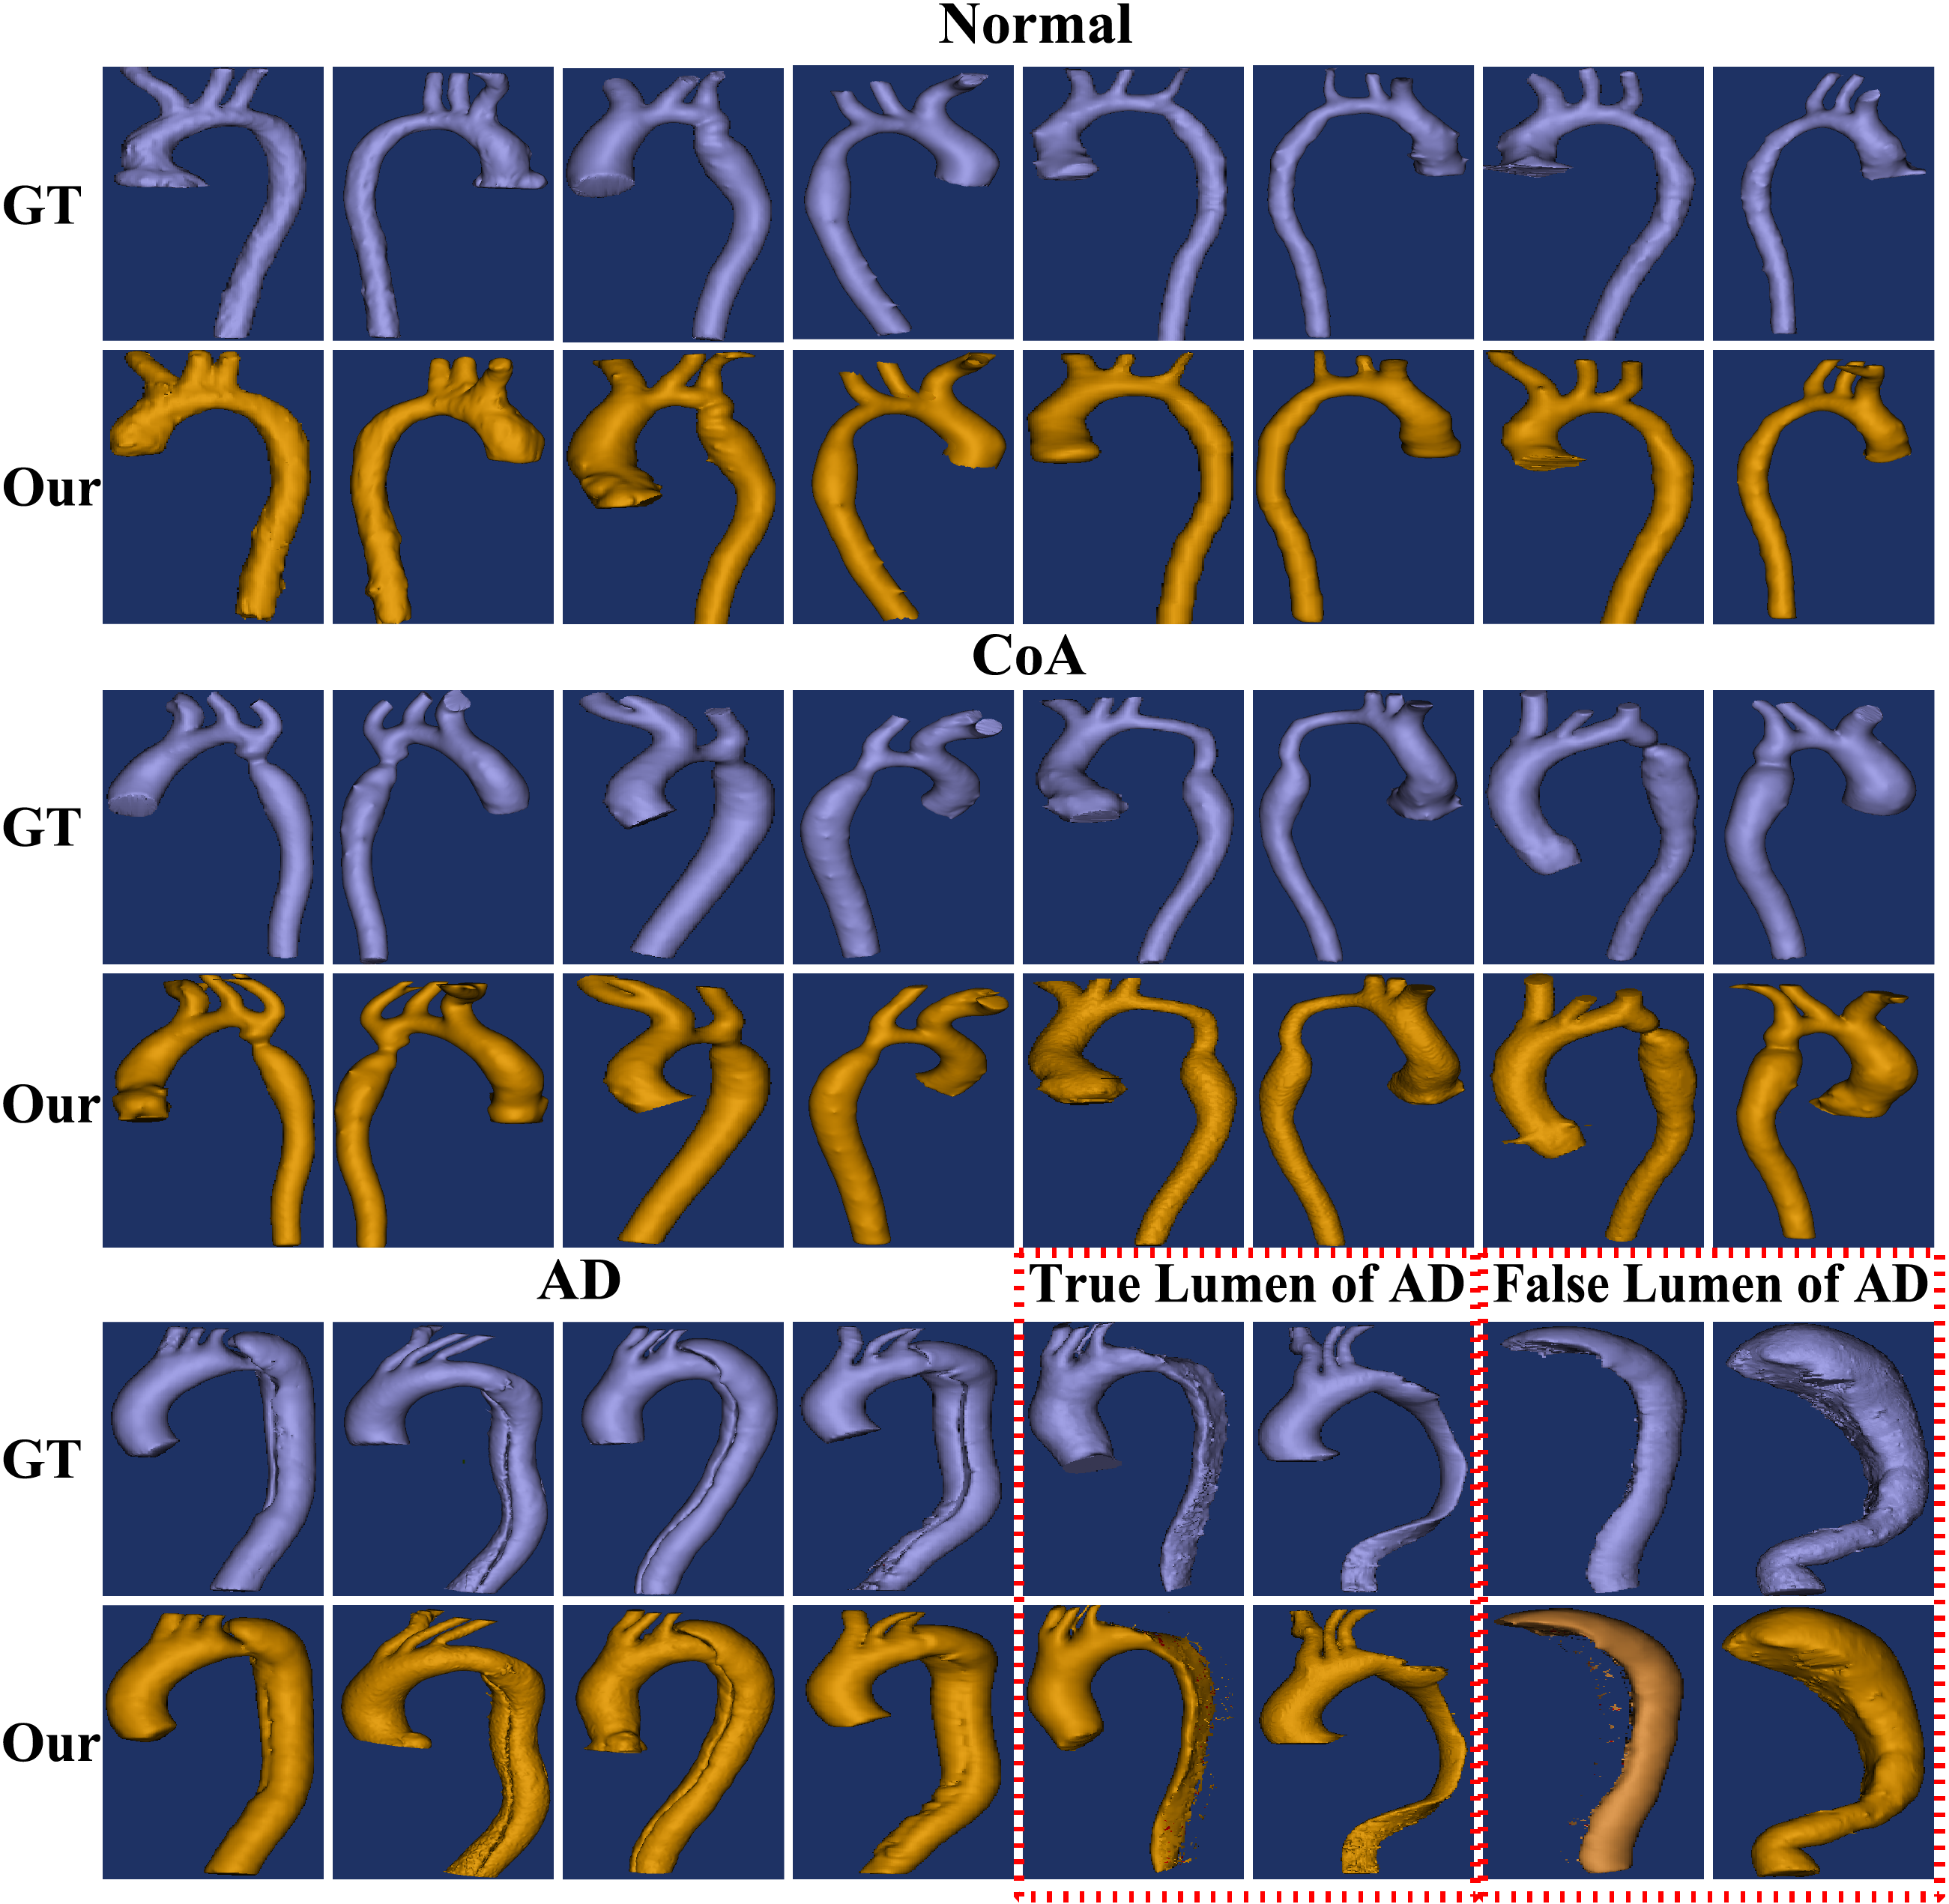 Normal
GT
Our
CoA
GT
Our
AD
True Lumen of AD
False Lumen of AD
GT
Our